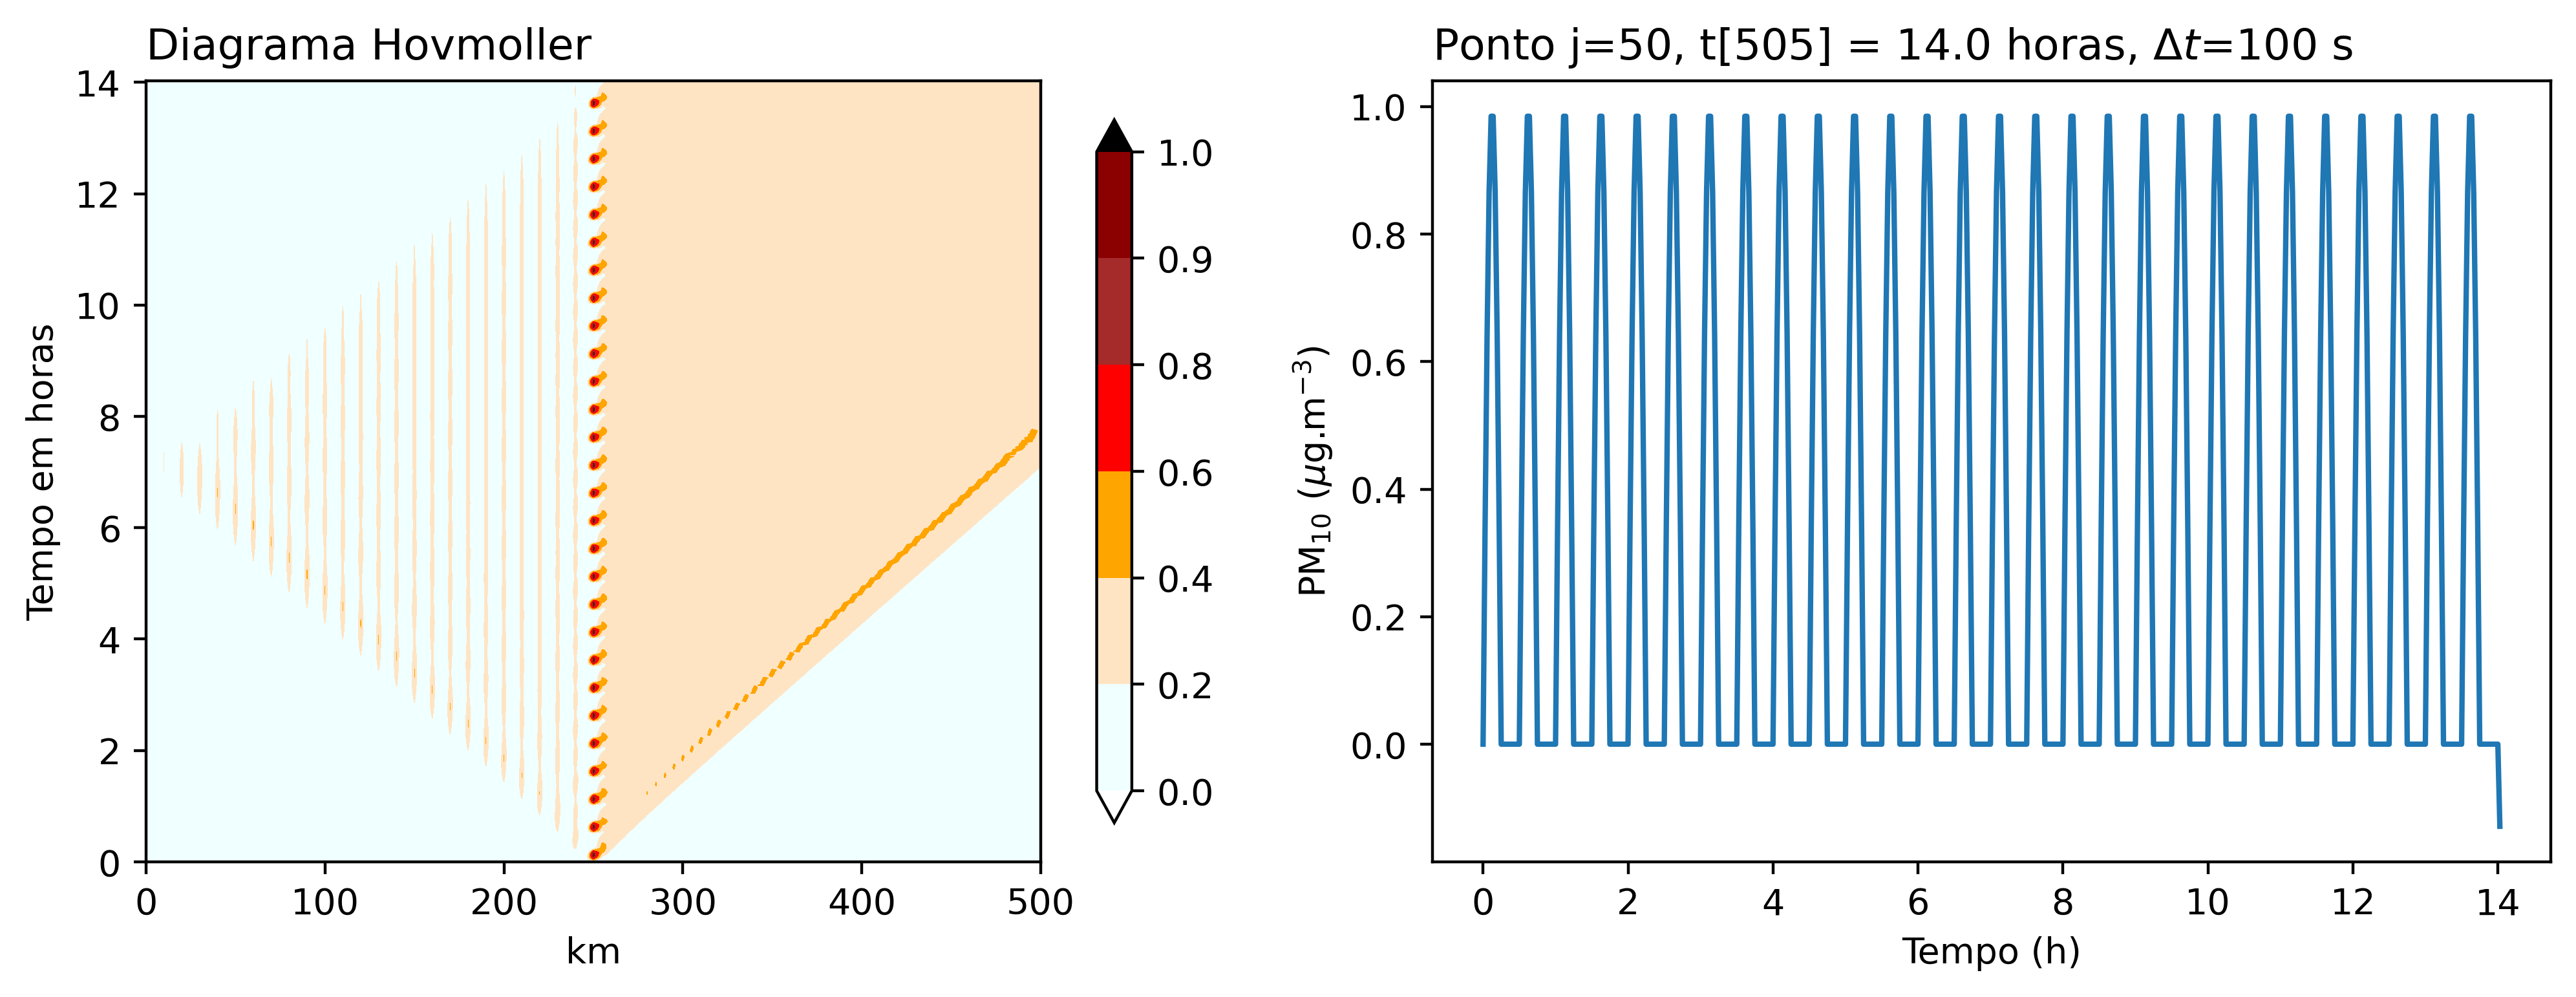 Diagrama Hovmoller
14
12
10
8
6
4
2
0
Tempo em horas
0 100 200 300 400 500
km
1.0
0.9
0.8
0.6
0.4
0.2
0.0
Ponto j=50, t[505] = 14.0 horas, Δt=100 s
1.0
0.8
0.6
0.4
0.2
0.0
PM₁₀ (μg.m⁻³)
0 2 4 6 8 10 12 14
Tempo (h)